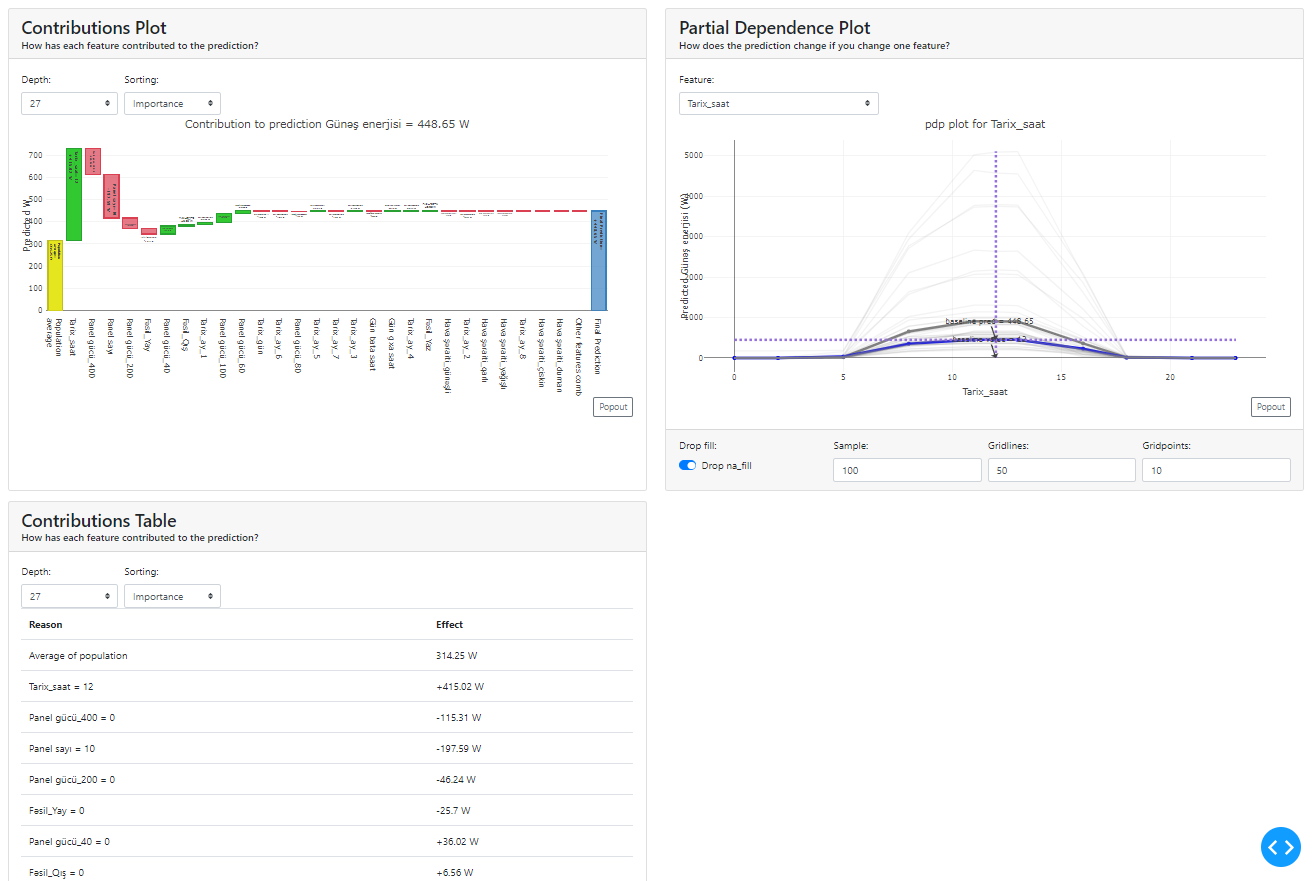 Contributions Plot
How has each feature contributed to the prediction?
Depth:
Sorting:
27
Importance
Contribution to prediction Günəş enerjisi = 448.65 W
Predicted W
700
600
500
400
300
200
100
0
Population average
Tarix_saat
Panel gücü_400
Panel sayı
Panel gücü_200
Fəsil_Yay
Panel gücü_40
Fəsil_Qış
Tarix_ay_1
Panel gücü_100
Panel gücü_60
Tarix_gün
Tarix_ay_6
Panel gücü_80
Tarix_ay_5
Tarix_ay_7
Tarix_ay_3
Gün bata saat
Gün çıxa saat
Tarix_ay_4
Fəsil_Yaz
Hava şəraiti_günəşli
Tarix_ay_2
Hava şəraiti_qarlı
Hava şəraiti_yağışlı
Tarix_ay_8
Hava şəraiti_çiskin
Hava şəraiti_duman
Other features comb
Final Prediction
Popout
Partial Dependence Plot
How does the prediction change if you change one feature?
Feature:
Tarix_saat
pdp plot for Tarix_saat
Predicted Günəş enerjisi (W)
5000
4000
3000
2000
1000
0
baseline pred = 448.65
baseline value = 12
0
5
10
15
20
Tarix_saat
Popout
Drop fill:
Sample:
Gridlines:
Gridpoints:
Drop na_fill
100
50
10
Contributions Table
How has each feature contributed to the prediction?
Depth:
Sorting:
27
Importance
Reason Effect
Average of population 314.25 W
Tarix_saat = 12 +415.02 W
Panel gücü_400 = 0 -115.31 W
Panel sayı = 10 -197.59 W
Panel gücü_200 = 0 -46.24 W
Fəsil_Yay = 0 -25.7 W
Panel gücü_40 = 0 +36.02 W
Fəsil_Qış = 0 +6.56 W